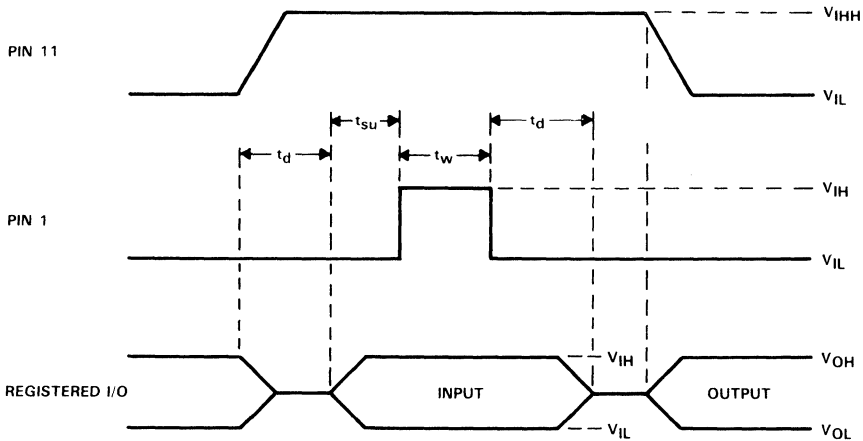 V_IHH
PIN 11
V_IL
t_su
t_d
t_d
t_w
V_IH
PIN 1
V_IL
V_IH
V_OH
REGISTERED I/O
INPUT
OUTPUT
V_IL
V_OL